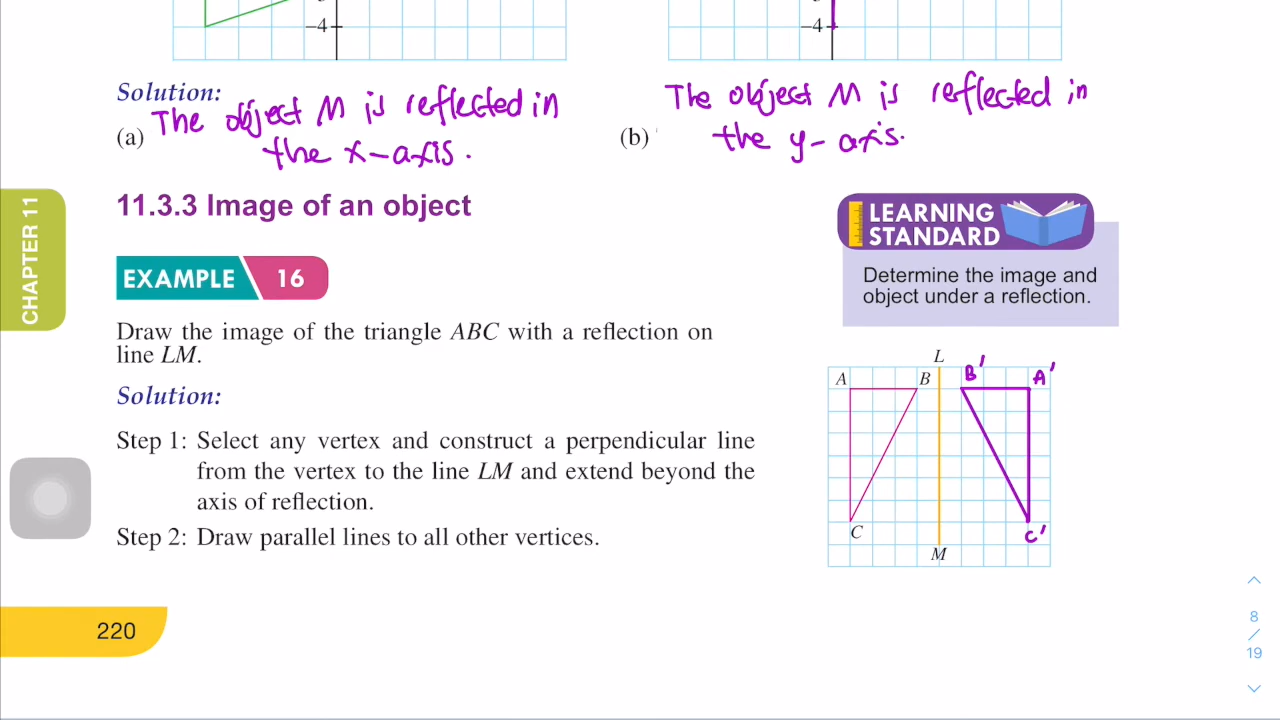 −4
−4
Solution:
(a) The object M is reflected in
the x-axis.
(b) The object M is reflected in
the y-axis.
CHAPTER 11
11.3.3 Image of an object
LEARNING
STANDARD
Determine the image and
object under a reflection.
EXAMPLE 16
Draw the image of the triangle ABC with a reflection on
line LM.
Solution:
Step 1: Select any vertex and construct a perpendicular line
from the vertex to the line LM and extend beyond the
axis of reflection.
Step 2: Draw parallel lines to all other vertices.
L
A B B' A'
C C'
M
220
8
/
19